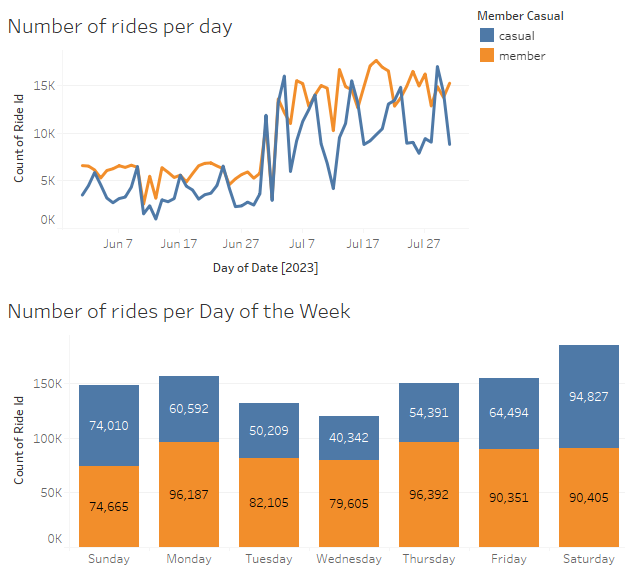 Number of rides per day
Member Casual
casual
member
Count of Ride Id
15K
10K
5K
0K
Jun 7 Jun 17 Jun 27 Jul 7 Jul 17 Jul 27
Day of Date [2023]
Number of rides per Day of the Week
Count of Ride Id
150K
100K
50K
0K
74,010 60,592 50,209 40,342 54,391 64,494 94,827
74,665 96,187 82,105 79,605 96,392 90,351 90,405
Sunday Monday Tuesday Wednesday Thursday Friday Saturday